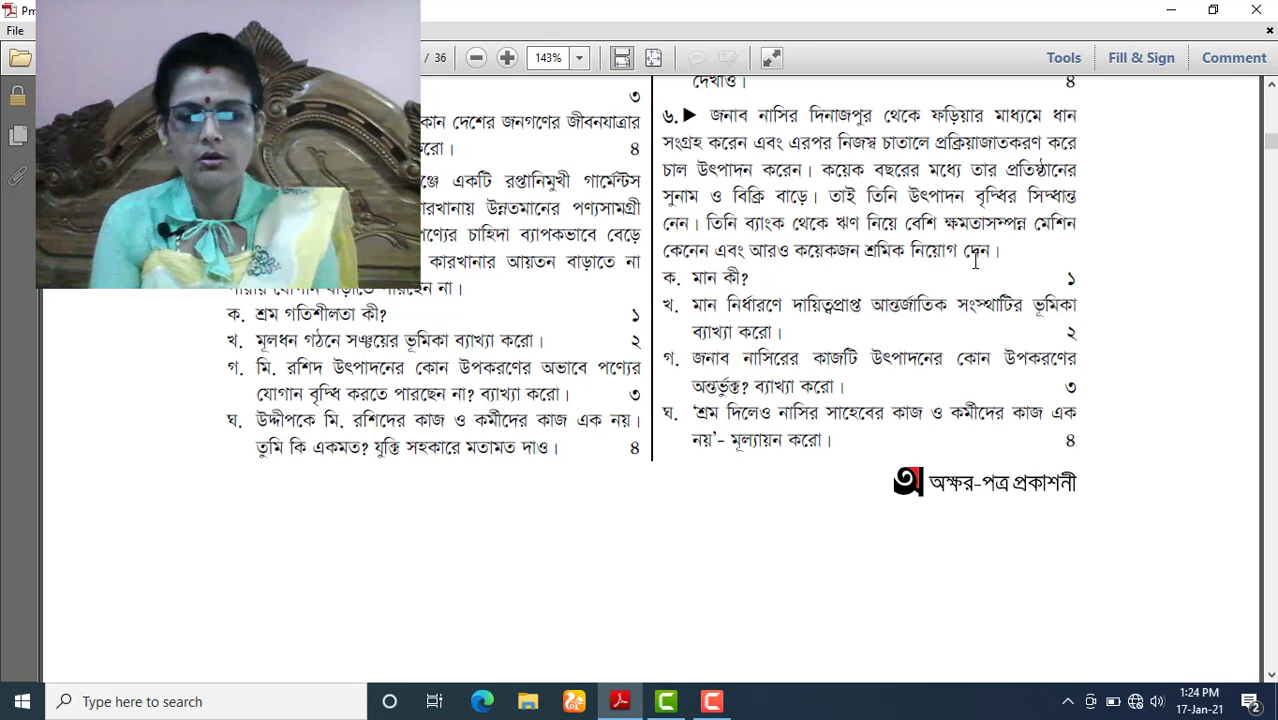 File
36
143%
Tools
Fill & Sign
Comment
৩
দেশের জনগণের জীবনযাত্রার
৪
একটি রপ্তানিমুখী গার্মেন্টস
উন্নতমানের পণ্যসামগ্রী
চাহিদা ব্যাপকভাবে বেড়ে
কারখানার আয়তন বাড়াতে না
ক. শ্রম গতিশীলতা কী? ১
খ. মূলধন গঠনে সঞ্চয়ের ভূমিকা ব্যাখ্যা করো। ২
গ. মি. রশিদ উৎপাদনের কোন উপকরণের অভাবে পণ্যের
যোগান বৃদ্ধি করতে পারছেন না? ব্যাখ্যা করো। ৩
ঘ. উদ্দীপকে মি. রশিদের কাজ ও কর্মীদের কাজ এক নয়।
তুমি কি একমত? যুক্তি সহকারে মতামত দাও। ৪
দেখাও। ৪
৬.▶ জনাব নাসির দিনাজপুর থেকে ফড়িয়ার মাধ্যমে ধান
সংগ্রহ করেন এবং এরপর নিজস্ব চাতালে প্রক্রিয়াজাতকরণ করে
চাল উৎপাদন করেন। কয়েক বছরের মধ্যে তার প্রতিষ্ঠানের
সুনাম ও বিক্রি বাড়ে। তাই তিনি উৎপাদন বৃদ্ধির সিদ্ধান্ত
নেন। তিনি ব্যাংক থেকে ঋণ নিয়ে বেশি ক্ষমতাসম্পন্ন মেশিন
কেনেন এবং আরও কয়েকজন শ্রমিক নিয়োগ দেন।
ক. মান কী? ১
খ. মান নির্ধারণে দায়িত্বপ্রাপ্ত আন্তর্জাতিক সংস্থাটির ভূমিকা
ব্যাখ্যা করো। ২
গ. জনাব নাসিরের কাজটি উৎপাদনের কোন উপকরণের
অন্তর্ভুক্ত? ব্যাখ্যা করো। ৩
ঘ. ‘শ্রম দিলেও নাসির সাহেবের কাজ ও কর্মীদের কাজ এক
নয়’- মূল্যায়ন করো। ৪
অক্ষর-পত্র প্রকাশনী
Type here to search
1:24 PM
17-Jan-21
2